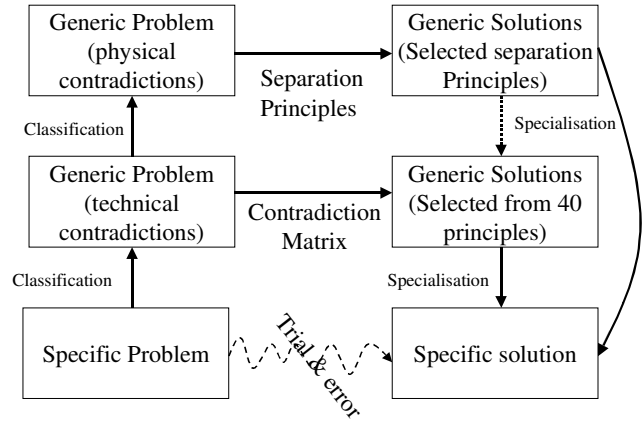 Generic Problem
(physical
contradictions)
Separation
Principles
Generic Solutions
(Selected separation
Principles)
Classification
Specialisation
Generic Problem
(technical
contradictions)
Contradiction
Matrix
Generic Solutions
(Selected from 40
principles)
Classification
Specialisation
Specific Problem
Trial & error
Specific solution